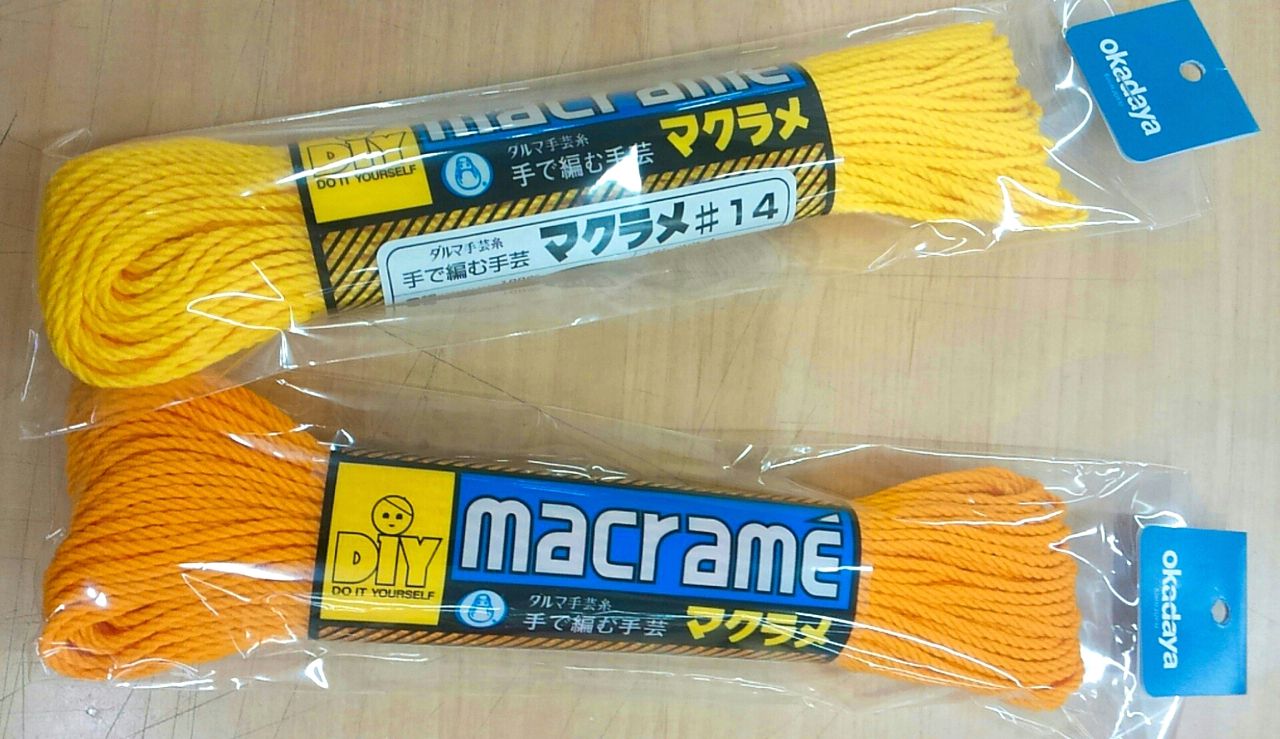 macramé
DIY
DO IT YOURSELF
ダルマ手芸糸
手で編む手芸
マクラメ
ダルマ手芸糸
手で編む手芸
マクラメ#14
okadaya
DIY
DO IT YOURSELF
macramé
ダルマ手芸糸
手で編む手芸
マクラメ
okadaya